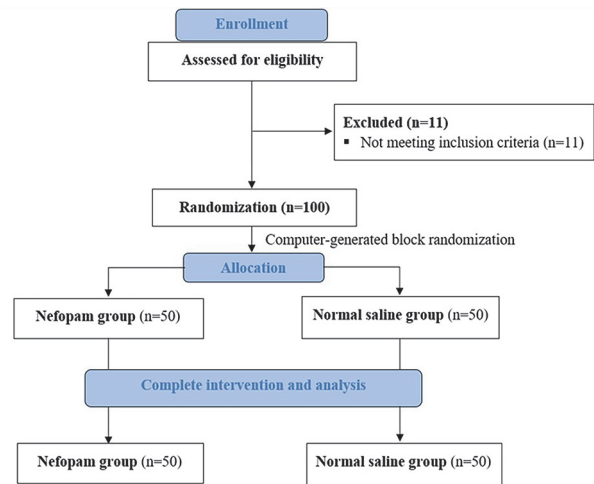 Enrollment
Assessed for eligibility
Excluded (n=11)
▪ Not meeting inclusion criteria (n=11)
Randomization (n=100)
Computer-generated block randomization
Allocation
Nefopam group (n=50)
Normal saline group (n=50)
Complete intervention and analysis
Nefopam group (n=50)
Normal saline group (n=50)